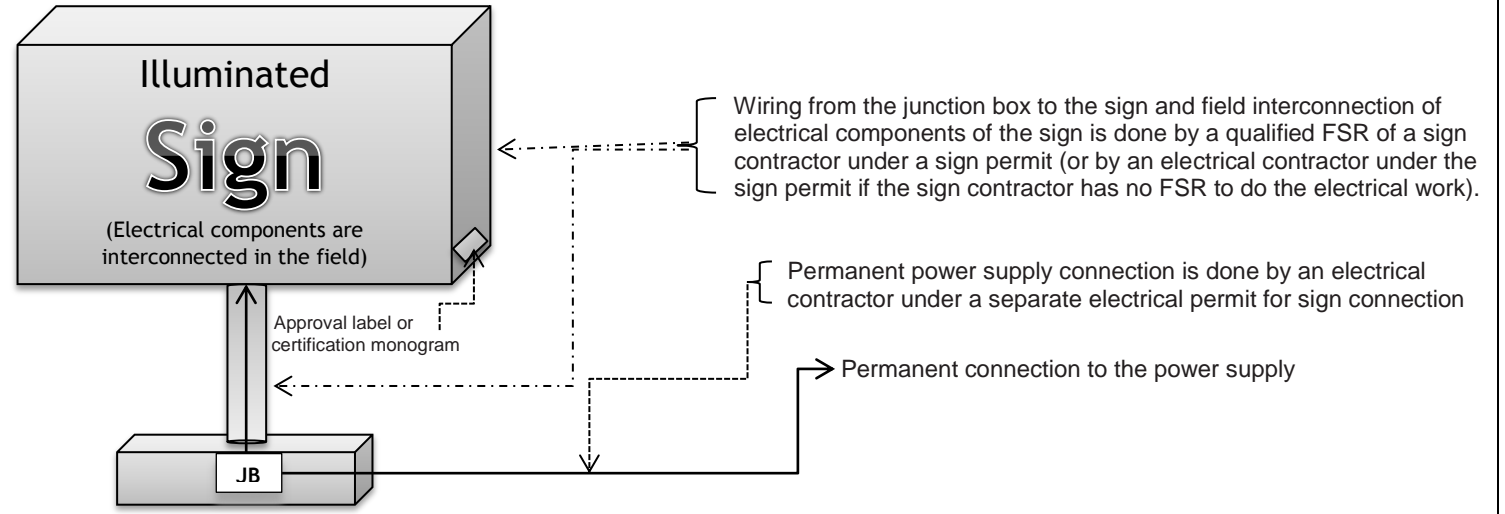 Illuminated
Sign
(Electrical components are
interconnected in the field)
Approval label or
certification monogram
JB
Wiring from the junction box to the sign and field interconnection of
electrical components of the sign is done by a qualified FSR of a sign
contractor under a sign permit (or by an electrical contractor under the
sign permit if the sign contractor has no FSR to do the electrical work).
Permanent power supply connection is done by an electrical
contractor under a separate electrical permit for sign connection
Permanent connection to the power supply